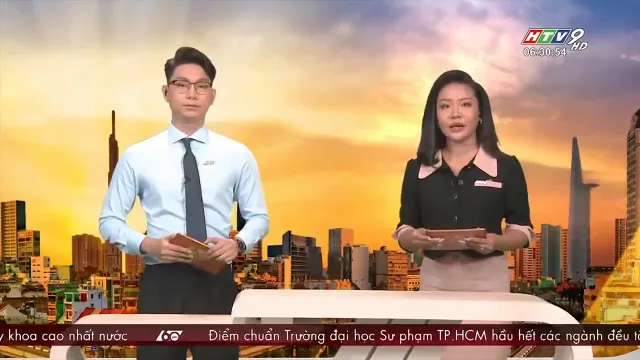 HTV9
HD
06:30:54
y khoa cao nhất nước 60 Điểm chuẩn Trường đại học Sư phạm TP.HCM hầu hết các ngành đều t